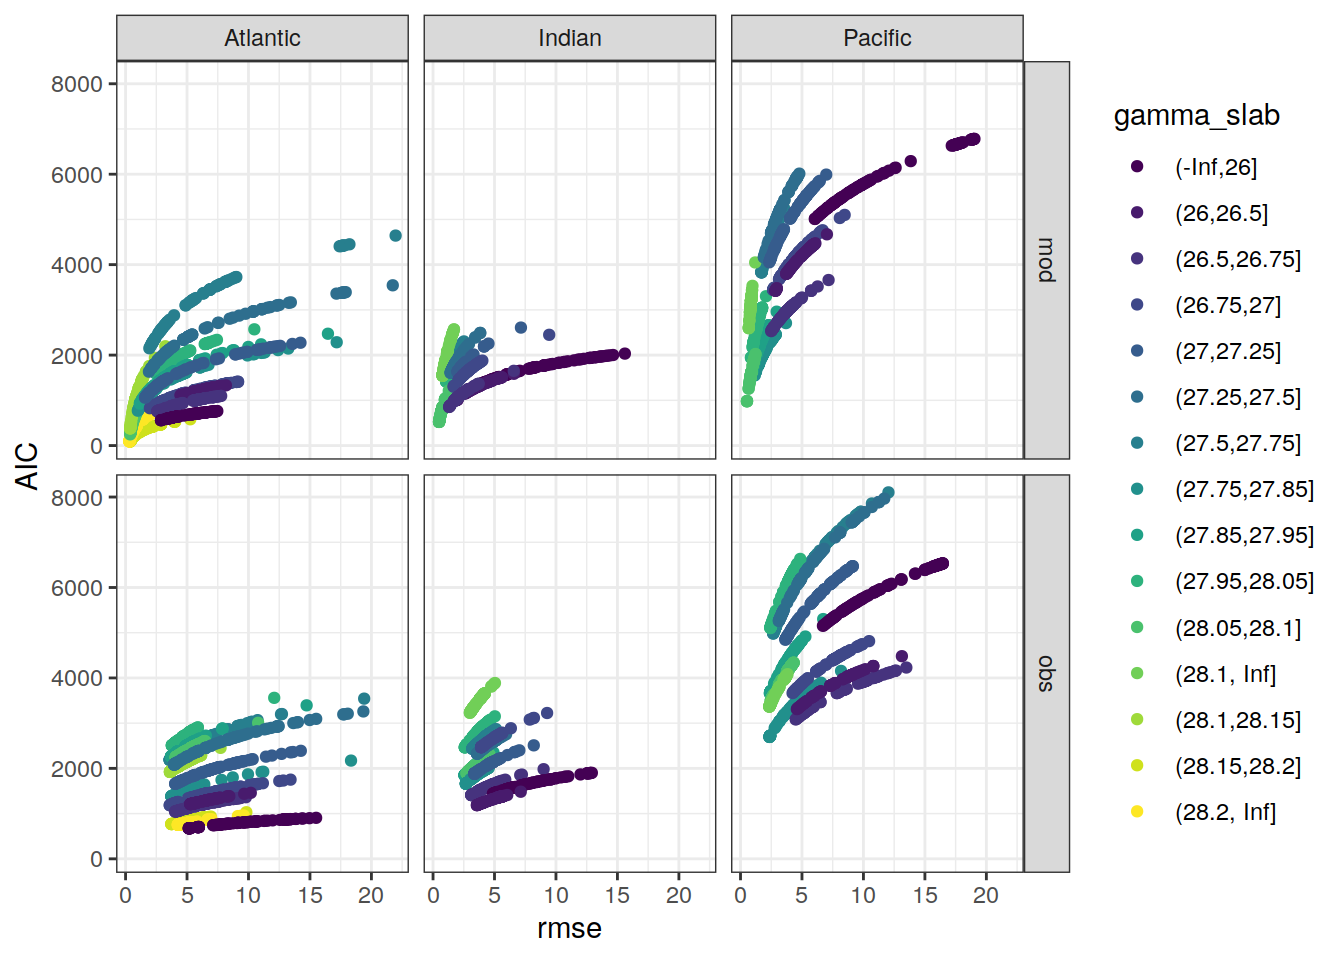 Atlantic
Indian
Pacific
8000
6000
4000
2000
0
mod
8000
6000
4000
2000
0
obs
0 5 10 15 20
0 5 10 15 20
0 5 10 15 20
AIC
rmse
gamma_slab
(-Inf,26]
(26,26.5]
(26.5,26.75]
(26.75,27]
(27,27.25]
(27.25,27.5]
(27.5,27.75]
(27.75,27.85]
(27.85,27.95]
(27.95,28.05]
(28.05,28.1]
(28.1, Inf]
(28.1,28.15]
(28.15,28.2]
(28.2, Inf]